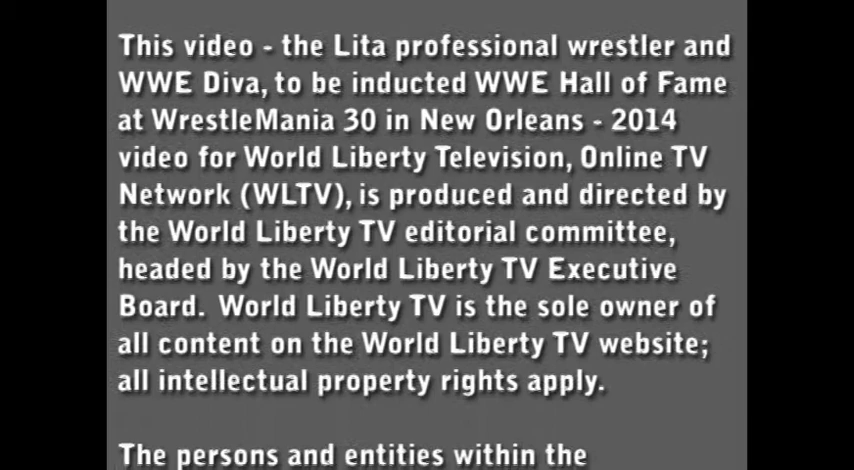 This video - the Lita professional wrestler and
WWE Diva, to be inducted WWE Hall of Fame
at WrestleMania 30 in New Orleans - 2014
video for World Liberty Television, Online TV
Network (WLTV), is produced and directed by
the World Liberty TV editorial committee,
headed by the World Liberty TV Executive
Board. World Liberty TV is the sole owner of
all content on the World Liberty TV website;
all intellectual property rights apply.
The persons and entities within the